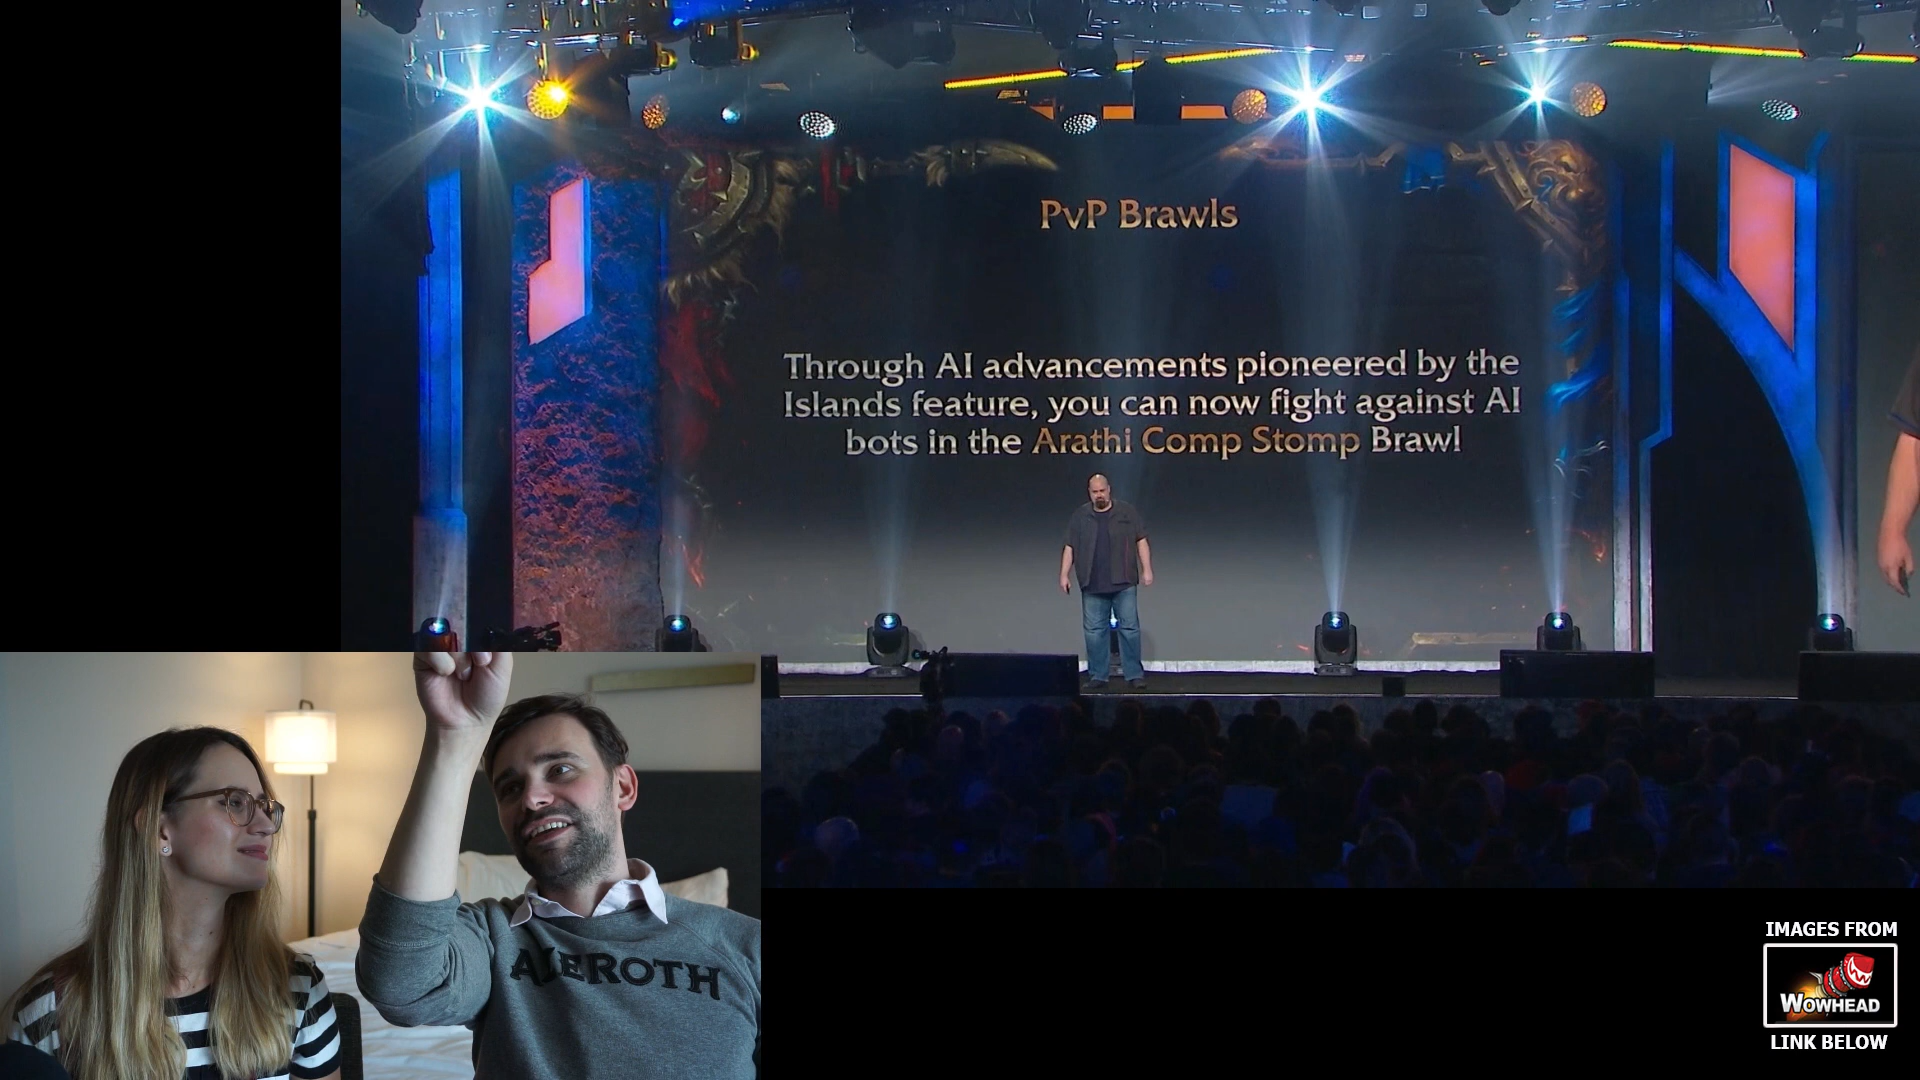 PvP Brawls
Through AI advancements pioneered by the
Islands feature, you can now fight against AI
bots in the Arathi Comp Stomp Brawl
AZEROTH
IMAGES FROM
WOWHEAD
LINK BELOW